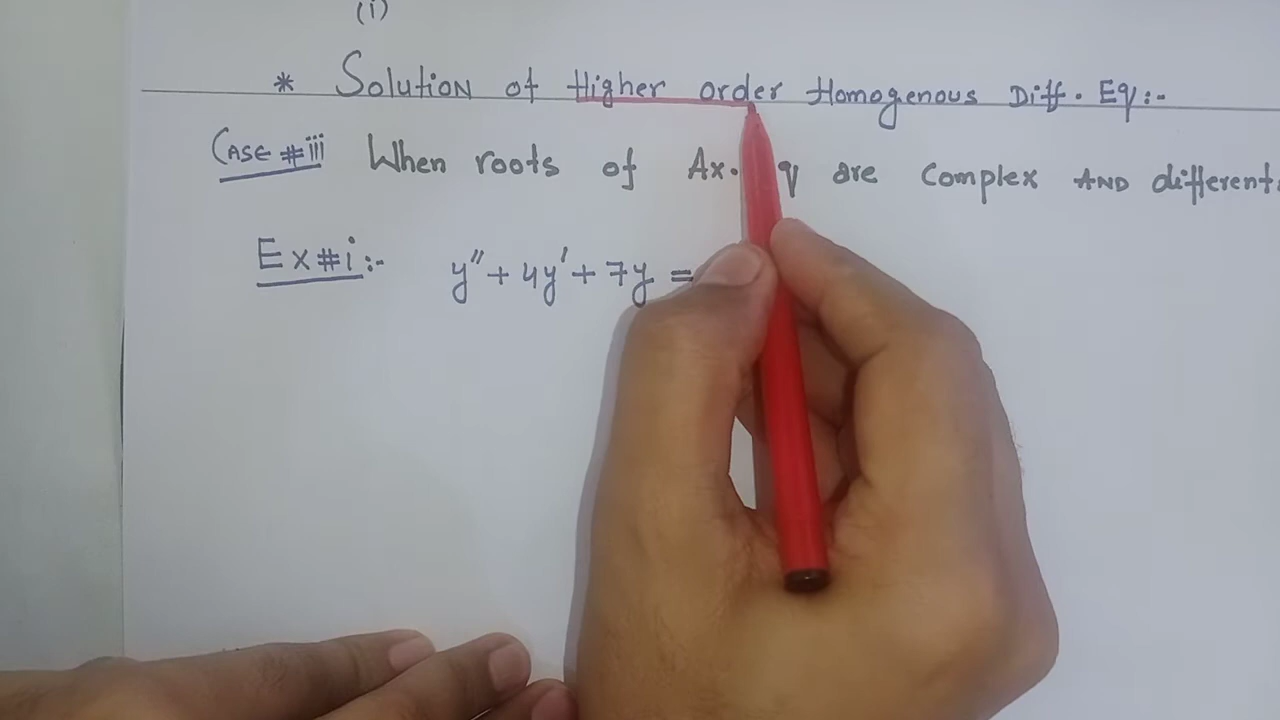 (i)
* Solution of Higher order Homogenous Diff. Eq:-
Case #iii When roots of Ax. q are Complex AND different
Ex#i:- y'' + 4y' + 7y =